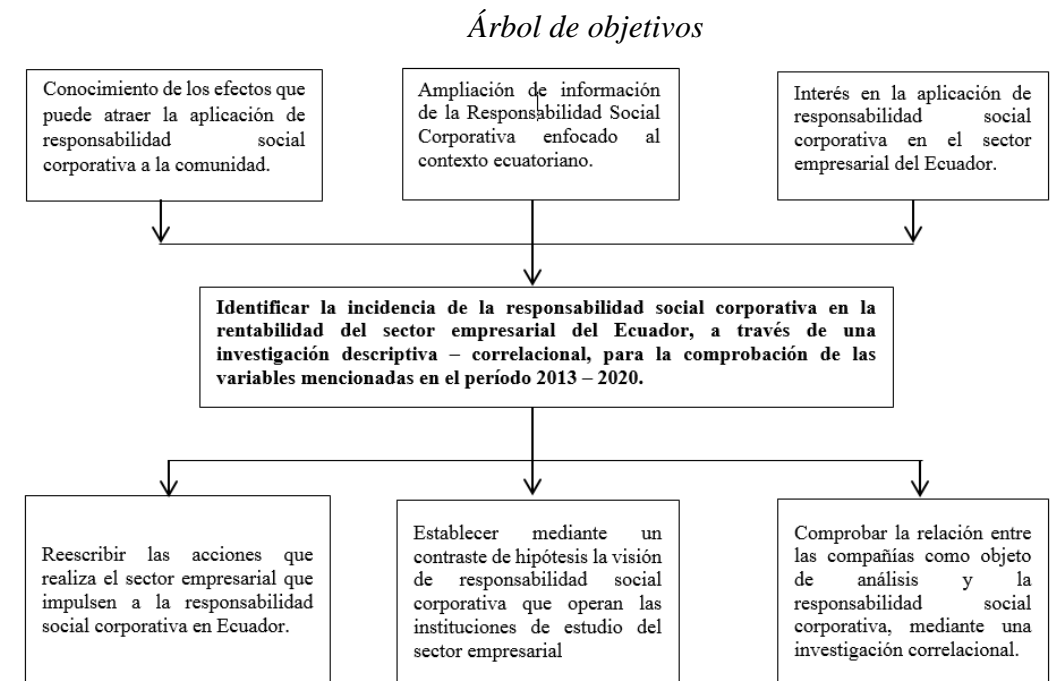 Árbol de objetivos
Conocimiento de los efectos que
puede atraer la aplicación de
responsabilidad social
corporativa a la comunidad.
Ampliación de información
de la Responsabilidad Social
Corporativa enfocado al
contexto ecuatoriano.
Interés en la aplicación de
responsabilidad social
corporativa en el sector
empresarial del Ecuador.
Identificar la incidencia de la responsabilidad social corporativa en la
rentabilidad del sector empresarial del Ecuador, a través de una
investigación descriptiva – correlacional, para la comprobación de las
variables mencionadas en el período 2013 – 2020.
Reescribir las acciones que
realiza el sector empresarial que
impulsen a la responsabilidad
social corporativa en Ecuador.
Establecer mediante un
contraste de hipótesis la visión
de responsabilidad social
corporativa que operan las
instituciones de estudio del
sector empresarial
Comprobar la relación entre
las compañías como objeto
de análisis y la
responsabilidad social
corporativa, mediante una
investigación correlacional.